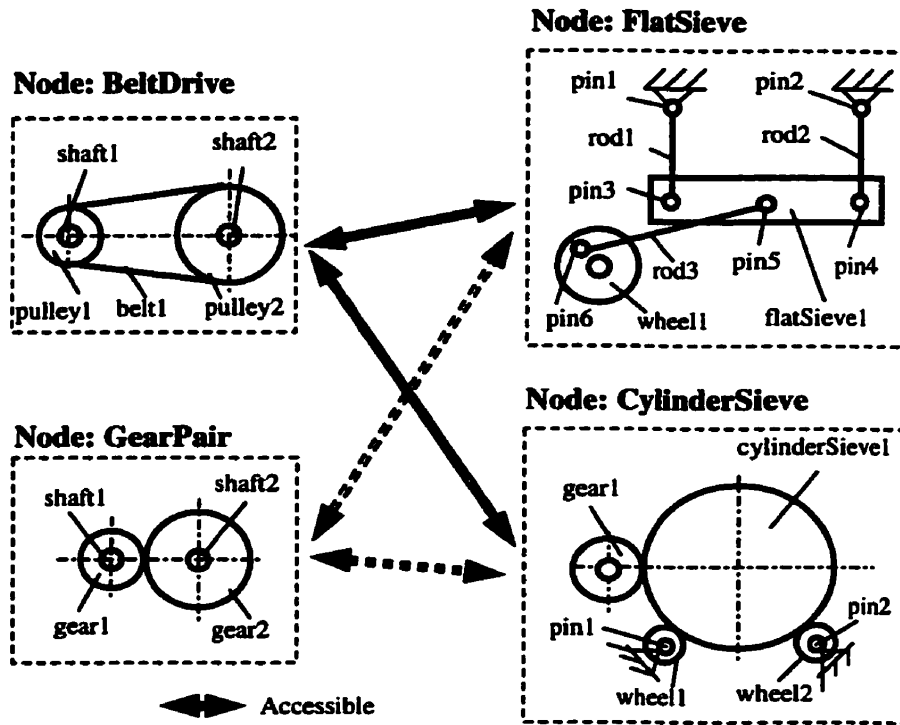 Node: BeltDrive
shaft1
shaft2
pulley1
belt1
pulley2
Node: FlatSieve
pin1
pin2
rod1
rod2
pin3
pin6
rod3
wheel1
pin5
flatSieve1
pin4
Node: GearPair
shaft1
shaft2
gear1
gear2
Node: CylinderSieve
cylinderSieve1
gear1
pin1
pin2
wheel1
wheel2
Accessible